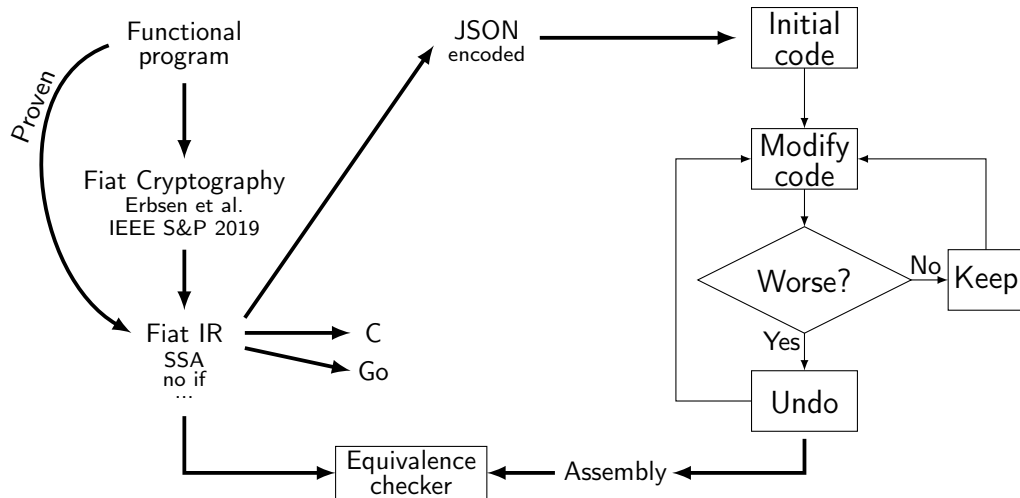 Functional
program
Proven
Fiat Cryptography
Erbsen et al.
IEEE S&P 2019
Fiat IR
SSA
no if
...
C
Go
JSON
encoded
Initial
code
Modify
code
Worse?
No
Keep
Yes
Undo
Assembly
Equivalence
checker